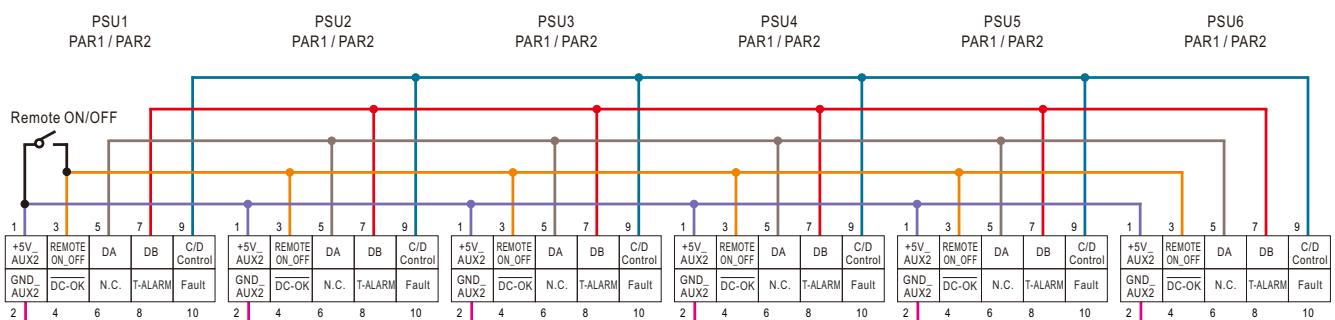 PSU1 PSU2 PSU3 PSU4 PSU5 PSU6
PAR1 / PAR2 PAR1 / PAR2 PAR1 / PAR2 PAR1 / PAR2 PAR1 / PAR2 PAR1 / PAR2
Remote ON/OFF
1 3 5 7 9 1 3 5 7 9 1 3 5 7 9 1 3 5 7 9 1 3 5 7 9 1 3 5 7 9
+5V_ REMOTE DA DB C/D +5V_ REMOTE DA DB C/D +5V_ REMOTE DA DB C/D +5V_ REMOTE DA DB C/D +5V_ REMOTE DA DB C/D +5V_ REMOTE DA DB C/D
AUX2 ON_OFF Control AUX2 ON_OFF Control AUX2 ON_OFF Control AUX2 ON_OFF Control AUX2 ON_OFF Control AUX2 ON_OFF Control
GND_ DC-OK N.C. T-ALARM Fault GND_ DC-OK N.C. T-ALARM Fault GND_ DC-OK N.C. T-ALARM Fault GND_ DC-OK N.C. T-ALARM Fault GND_ DC-OK N.C. T-ALARM Fault GND_ DC-OK N.C. T-ALARM Fault
AUX2 AUX2 AUX2 AUX2 AUX2 AUX2
2 4 6 8 10 2 4 6 8 10 2 4 6 8 10 2 4 6 8 10 2 4 6 8 10 2 4 6 8 10